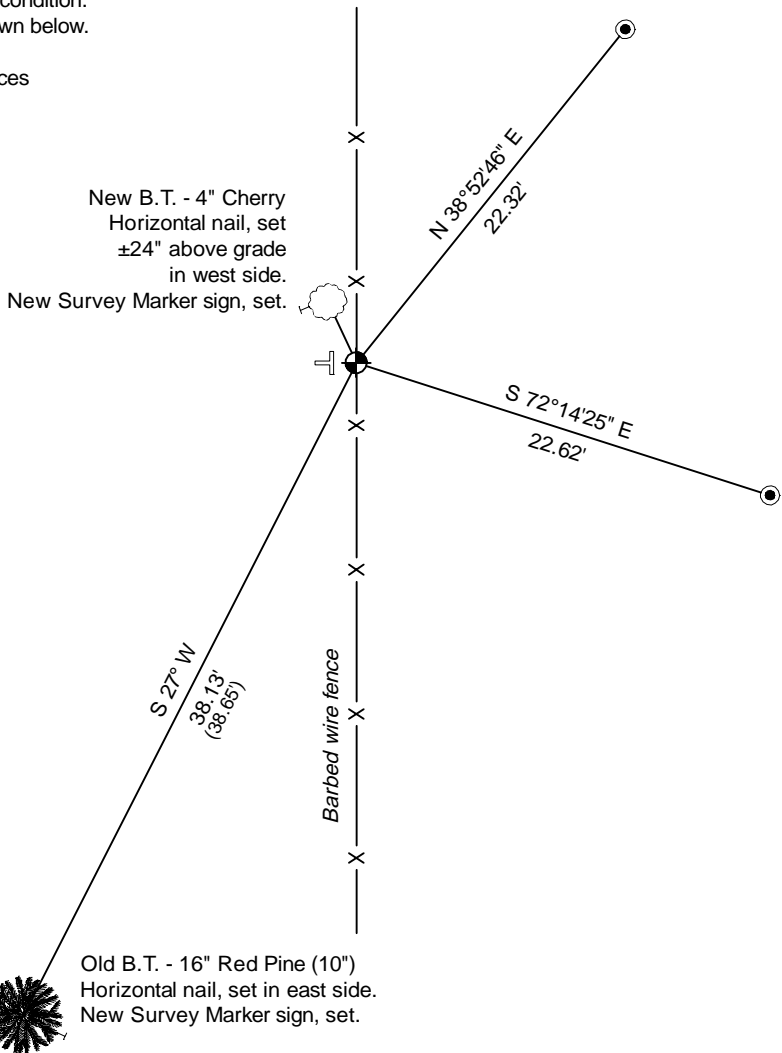 condition.
wn below.
ces
New B.T. - 4" Cherry
Horizontal nail, set
±24" above grade
in west side.
New Survey Marker sign, set.
N 38°52'46" E
22.32'
S 72°14'25" E
22.62'
S 27° W
38.13'
(38.65')
Barbed wire fence
Old B.T. - 16" Red Pine (10")
Horizontal nail, set in east side.
New Survey Marker sign, set.